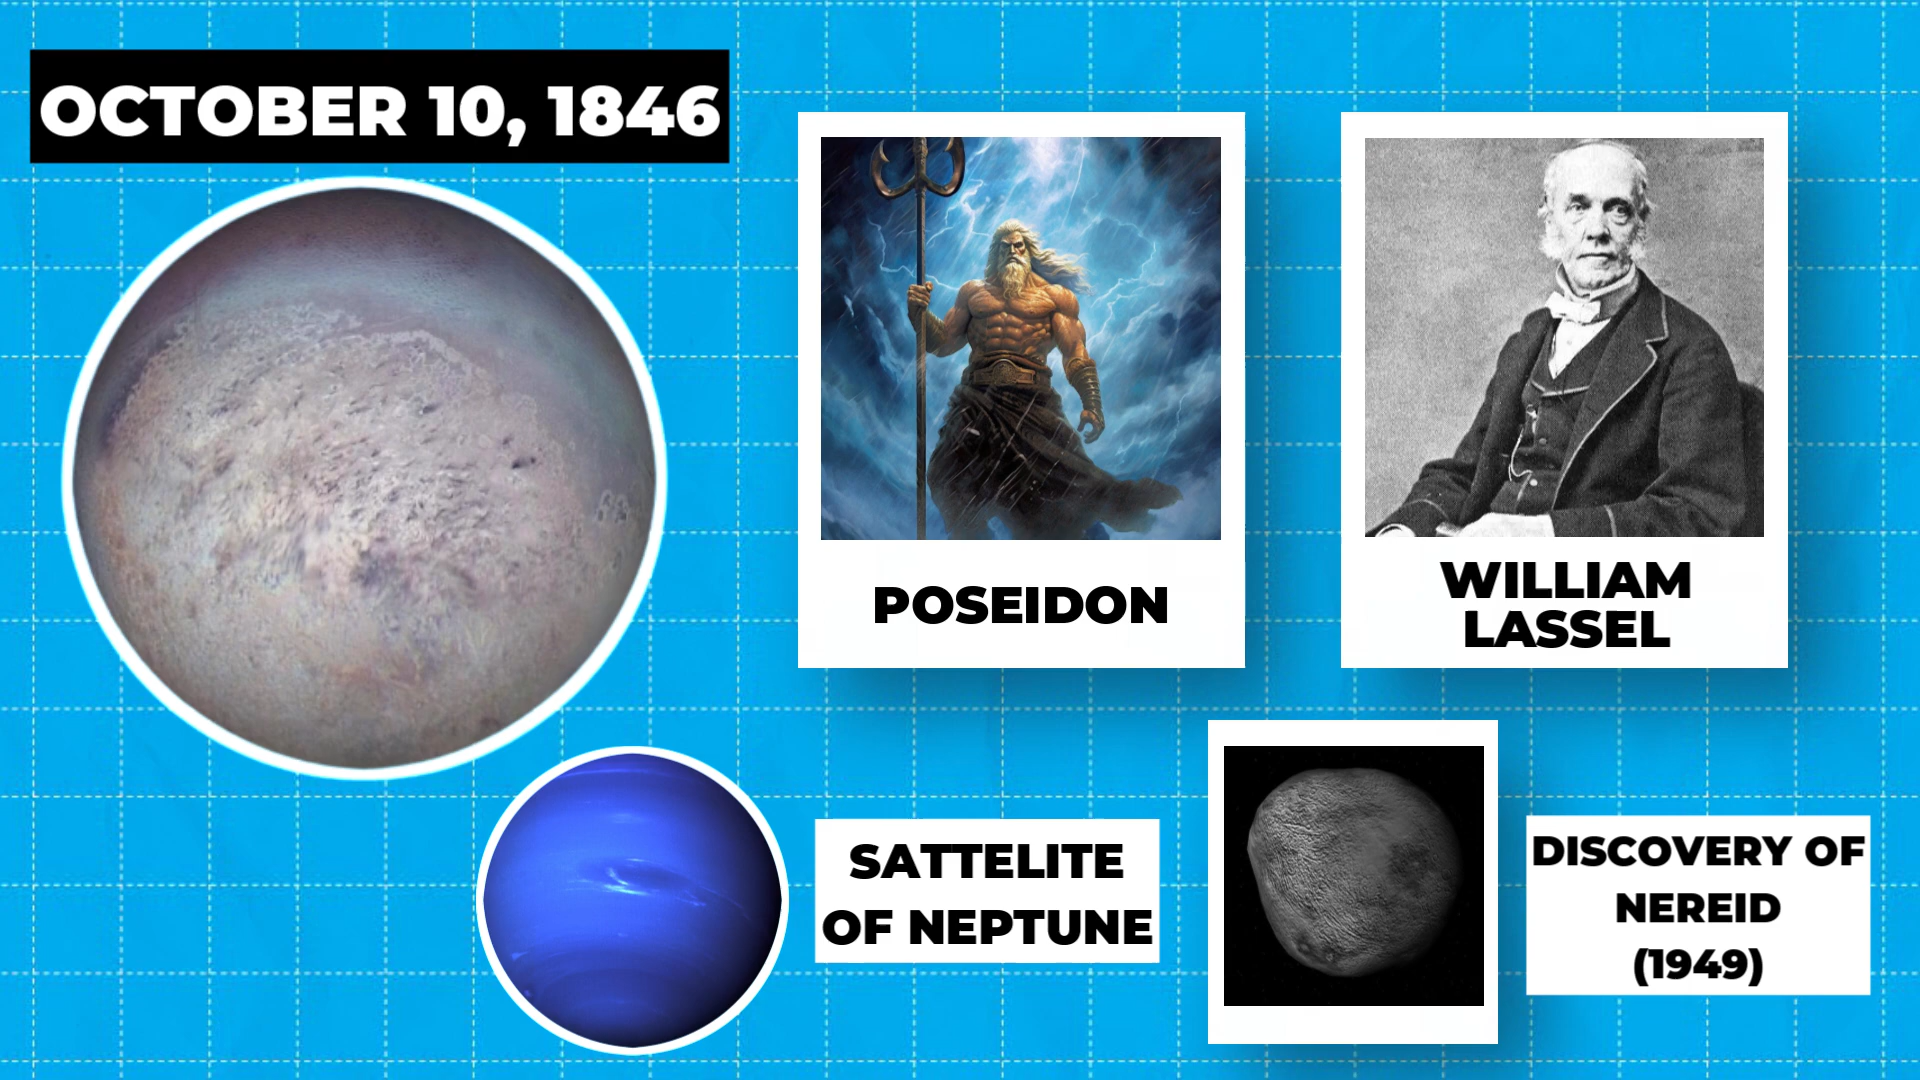 OCTOBER 10, 1846
POSEIDON
WILLIAM
LASSEL
SATTELITE
OF NEPTUNE
DISCOVERY OF
NEREID
(1949)